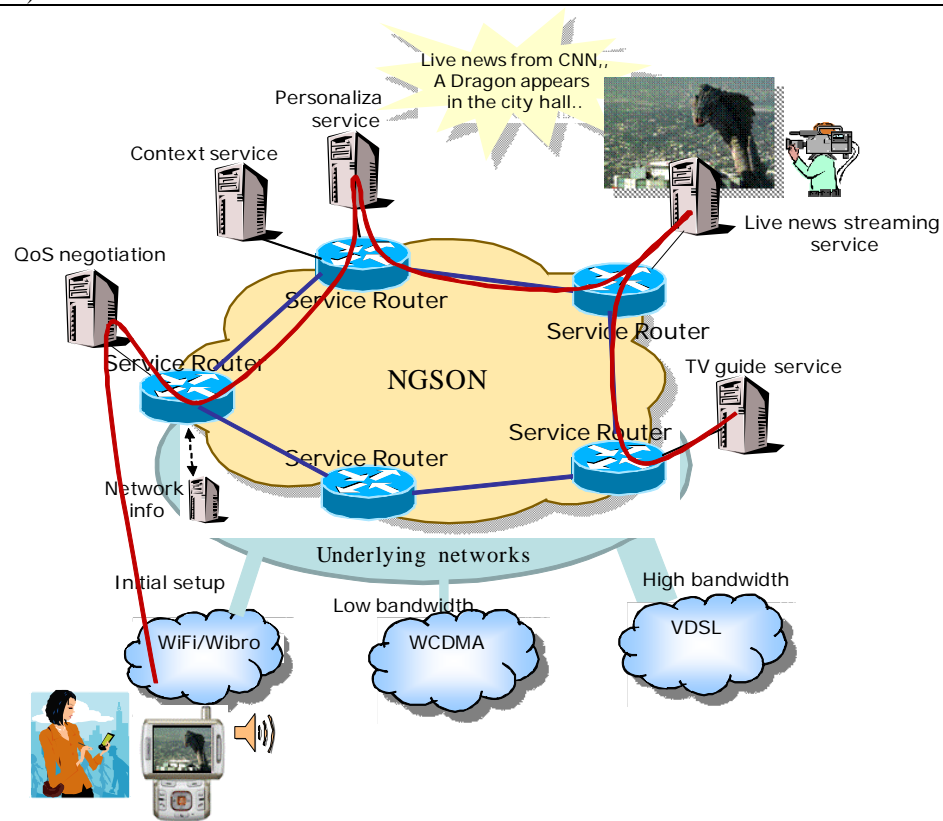 Live news from CNN,,
A Dragon appears
in the city hall..
Personaliza
service
Context service
Live news streaming
service
QoS negotiation
Service Router
Service Router
Service Router
TV guide service
NGSON
Service Router
Service Router
Network
info
Underlying networks
Initial setup
High bandwidth
Low bandwidth
WiFi/Wibro
WCDMA
VDSL